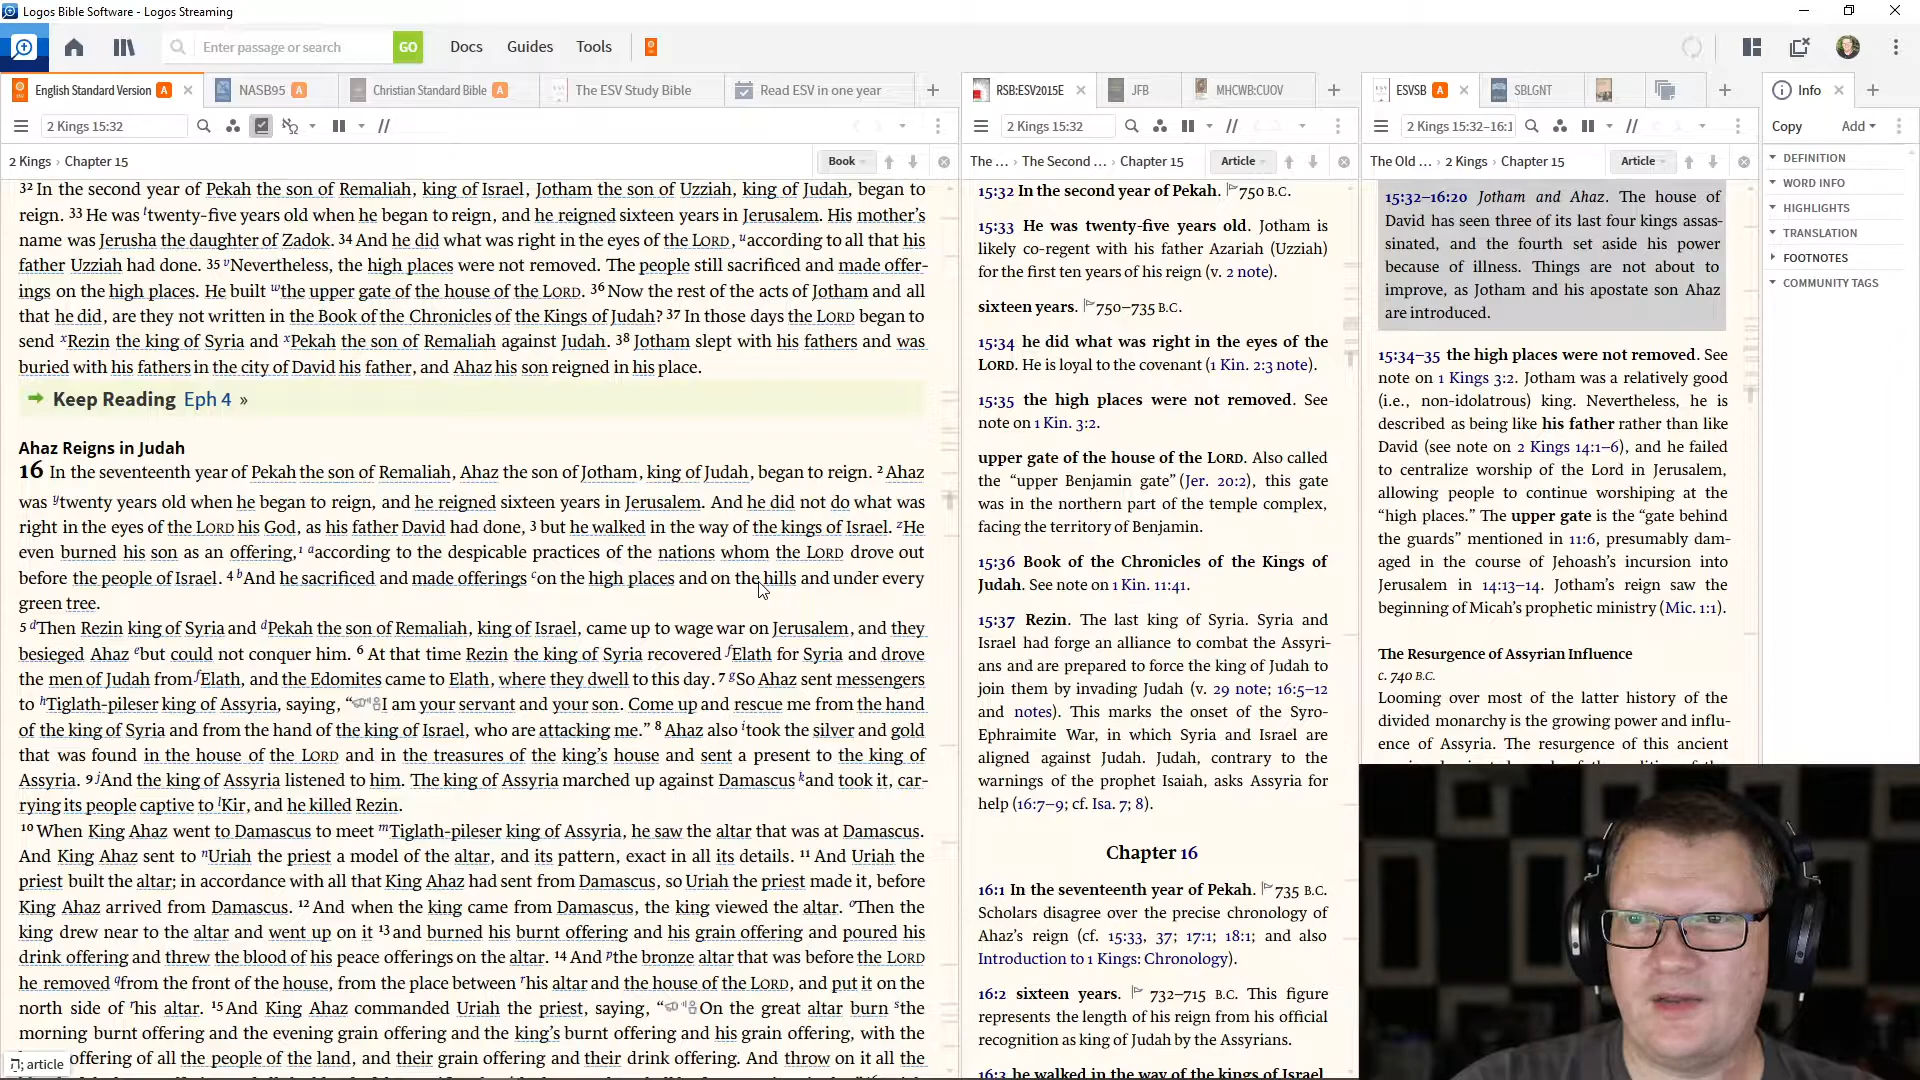 Logos Bible Software - Logos Streaming
Enter passage or search
GO
Docs
Guides
Tools
English Standard Version A
NASB95 A
Christian Standard Bible A
The ESV Study Bible
Read ESV in one year
RSB:ESV2015E
JFB
MHCWB:CUOV
ESVSB A
SBLGNT
Info
2 Kings 15:32
2 Kings 15:32
2 Kings 15:32–16:1
Copy
Add
2 Kings › Chapter 15
Book
The ... › The Second ... › Chapter 15
Article
The Old ... › 2 Kings › Chapter 15
Article
32 In the second year of Pekah the son of Remaliah, king of Israel, Jotham the son of Uzziah, king of Judah, began to
reign. 33 He was t twenty-five years old when he began to reign, and he reigned sixteen years in Jerusalem. His mother’s
name was Jerusha the daughter of Zadok. 34 And he did what was right in the eyes of the LORD, u according to all that his
father Uzziah had done. 35 v Nevertheless, the high places were not removed. The people still sacrificed and made offer-
ings on the high places. He built w the upper gate of the house of the LORD. 36 Now the rest of the acts of Jotham and all
that he did, are they not written in the Book of the Chronicles of the Kings of Judah? 37 In those days the LORD began to
send x Rezin the king of Syria and x Pekah the son of Remaliah against Judah. 38 Jotham slept with his fathers and was
buried with his fathers in the city of David his father, and Ahaz his son reigned in his place.
Keep Reading Eph 4 »
Ahaz Reigns in Judah
16 In the seventeenth year of Pekah the son of Remaliah, Ahaz the son of Jotham, king of Judah, began to reign. 2 Ahaz
was y twenty years old when he began to reign, and he reigned sixteen years in Jerusalem. And he did not do what was
right in the eyes of the LORD his God, as his father David had done, 3 but he walked in the way of the kings of Israel. z He
even burned his son as an offering, 1 a according to the despicable practices of the nations whom the LORD drove out
before the people of Israel. 4 b And he sacrificed and made offerings c on the high places and on the hills and under every
green tree.
5 d Then Rezin king of Syria and d Pekah the son of Remaliah, king of Israel, came up to wage war on Jerusalem, and they
besieged Ahaz e but could not conquer him. 6 At that time Rezin the king of Syria recovered f Elath for Syria and drove
the men of Judah from f Elath, and the Edomites came to Elath, where they dwell to this day. 7 g So Ahaz sent messengers
to h Tiglath-pileser king of Assyria, saying, “I am your servant and your son. Come up and rescue me from the hand
of the king of Syria and from the hand of the king of Israel, who are attacking me.” 8 Ahaz also i took the silver and gold
that was found in the house of the LORD and in the treasures of the king’s house and sent a present to the king of
Assyria. 9 j And the king of Assyria listened to him. The king of Assyria marched up against Damascus k and took it, car-
rying its people captive to l Kir, and he killed Rezin.
10 When King Ahaz went to Damascus to meet m Tiglath-pileser king of Assyria, he saw the altar that was at Damascus.
And King Ahaz sent to n Uriah the priest a model of the altar, and its pattern, exact in all its details. 11 And Uriah the
priest built the altar; in accordance with all that King Ahaz had sent from Damascus, so Uriah the priest made it, before
King Ahaz arrived from Damascus. 12 And when the king came from Damascus, the king viewed the altar. o Then the
king drew near to the altar and went up on it 13 and burned his burnt offering and his grain offering and poured his
drink offering and threw the blood of his peace offerings on the altar. 14 And p the bronze altar that was before the LORD
he removed q from the front of the house, from the place between r his altar and the house of the LORD, and put it on the
north side of r his altar. 15 And King Ahaz commanded Uriah the priest, saying, “On the great altar burn s the
morning burnt offering and the evening grain offering and the king’s burnt offering and his grain offering, with the
offering of all the people of the land, and their grain offering and their drink offering. And throw on it all the
article
15:32 In the second year of Pekah. 750 B.C.
15:33 He was twenty-five years old. Jotham is
likely co-regent with his father Azariah (Uzziah)
for the first ten years of his reign (v. 2 note).
sixteen years. 750–735 B.C.
15:34 he did what was right in the eyes of the
LORD. He is loyal to the covenant (1 Kin. 2:3 note).
15:35 the high places were not removed. See
note on 1 Kin. 3:2.
upper gate of the house of the LORD. Also called
the “upper Benjamin gate” (Jer. 20:2), this gate
was in the northern part of the temple complex,
facing the territory of Benjamin.
15:36 Book of the Chronicles of the Kings of
Judah. See note on 1 Kin. 11:41.
15:37 Rezin. The last king of Syria. Syria and
Israel had forge an alliance to combat the Assyri-
ans and are prepared to force the king of Judah to
join them by invading Judah (v. 29 note; 16:5–12
and notes). This marks the onset of the Syro-
Ephraimite War, in which Syria and Israel are
aligned against Judah. Judah, contrary to the
warnings of the prophet Isaiah, asks Assyria for
help (16:7–9; cf. Isa. 7; 8).
Chapter 16
16:1 In the seventeenth year of Pekah. 735 B.C.
Scholars disagree over the precise chronology of
Ahaz’s reign (cf. 15:33, 37; 17:1; 18:1; and also
Introduction to 1 Kings: Chronology).
16:2 sixteen years. 732–715 B.C. This figure
represents the length of his reign from his official
recognition as king of Judah by the Assyrians.
16:3 he walked in the way of the kings of Israel.
15:32–16:20 Jotham and Ahaz. The house of
David has seen three of its last four kings assas-
sinated, and the fourth set aside his power
because of illness. Things are not about to
improve, as Jotham and his apostate son Ahaz
are introduced.
15:34–35 the high places were not removed. See
note on 1 Kings 3:2. Jotham was a relatively good
(i.e., non-idolatrous) king. Nevertheless, he is
described as being like his father rather than like
David (see note on 2 Kings 14:1–6), and he failed
to centralize worship of the Lord in Jerusalem,
allowing people to continue worshiping at the
“high places.” The upper gate is the “gate behind
the guards” mentioned in 11:6, presumably dam-
aged in the course of Jehoash’s incursion into
Jerusalem in 14:13–14. Jotham’s reign saw the
beginning of Micah’s prophetic ministry (Mic. 1:1).
The Resurgence of Assyrian Influence
c. 740 B.C.
Looming over most of the latter history of the
divided monarchy is the growing power and influ-
ence of Assyria. The resurgence of this ancient
DEFINITION
WORD INFO
HIGHLIGHTS
TRANSLATION
FOOTNOTES
COMMUNITY TAGS